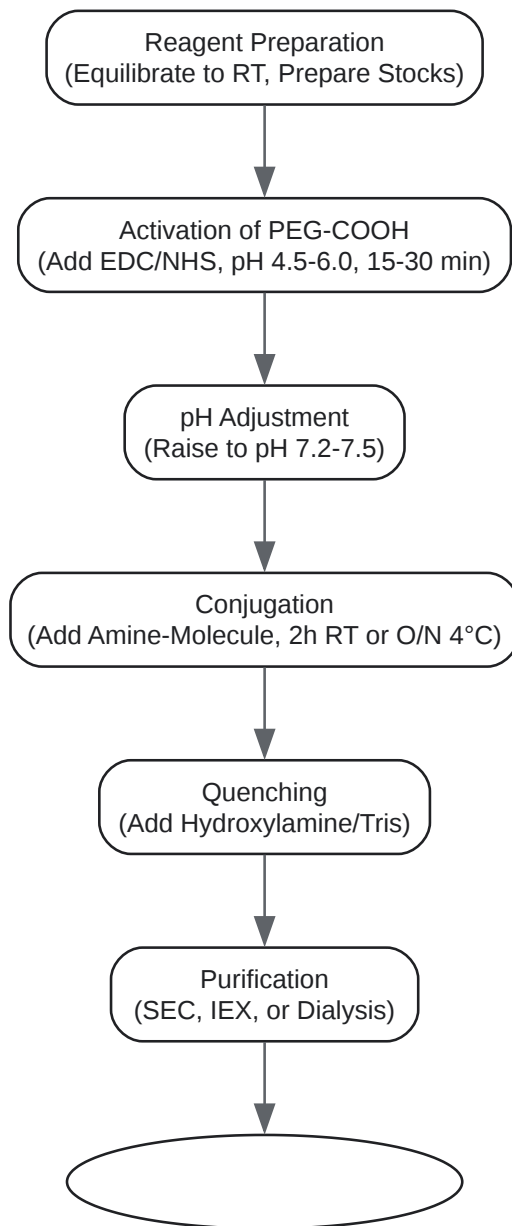 Reagent Preparation
(Equilibrate to RT, Prepare Stocks)
Activation of PEG-COOH
(Add EDC/NHS, pH 4.5-6.0, 15-30 min)
pH Adjustment
(Raise to pH 7.2-7.5)
Conjugation
(Add Amine-Molecule, 2h RT or O/N 4°C)
Quenching
(Add Hydroxylamine/Tris)
Purification
(SEC, IEX, or Dialysis)